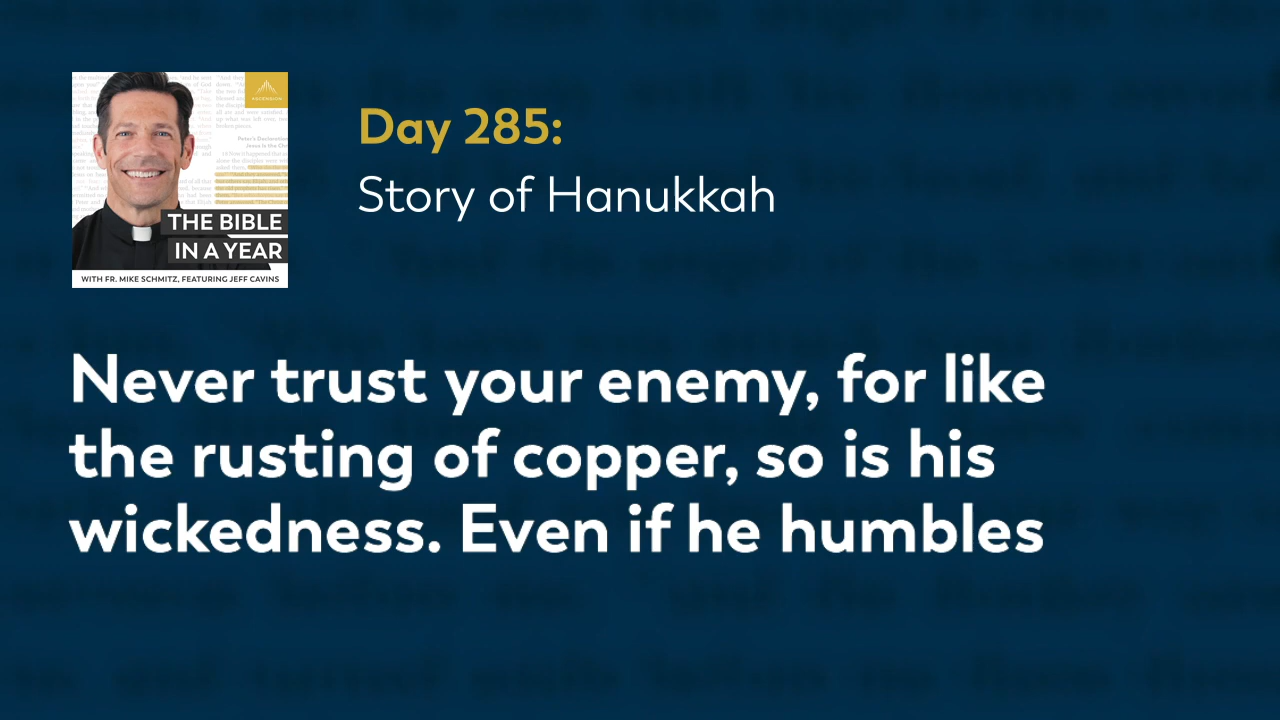 THE BIBLE
IN A YEAR
WITH FR. MIKE SCHMITZ, FEATURING JEFF CAVINS
Day 285:
Story of Hanukkah
Never trust your enemy, for like
the rusting of copper, so is his
wickedness. Even if he humbles